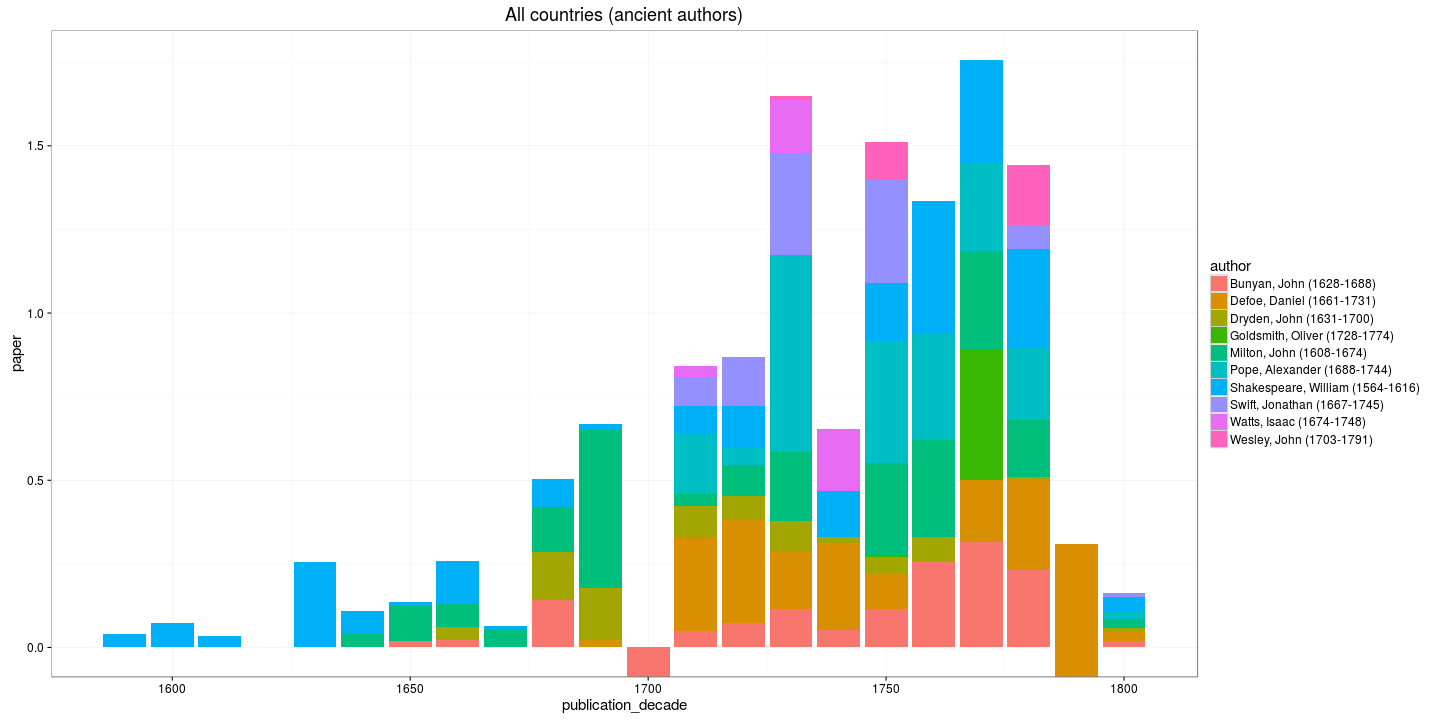 All countries (ancient authors)
paper
1.5
1.0
0.5
0.0
1600
1650
1700
1750
1800
publication_decade
author
Bunyan, John (1628-1688)
Defoe, Daniel (1661-1731)
Dryden, John (1631-1700)
Goldsmith, Oliver (1728-1774)
Milton, John (1608-1674)
Pope, Alexander (1688-1744)
Shakespeare, William (1564-1616)
Swift, Jonathan (1667-1745)
Watts, Isaac (1674-1748)
Wesley, John (1703-1791)